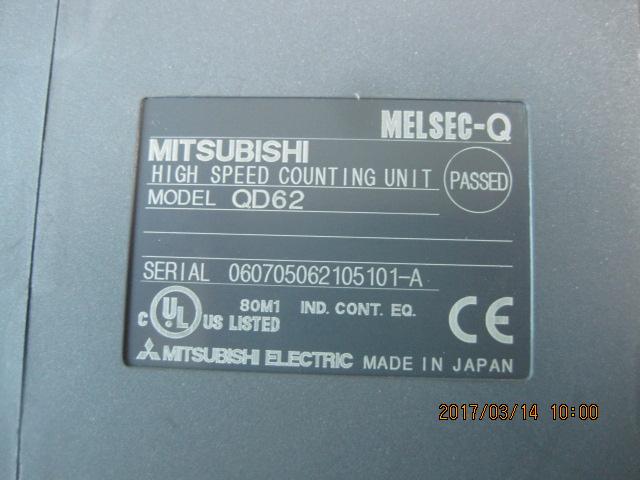 MELSEC-Q
MITSUBISHI
HIGH SPEED COUNTING UNIT
PASSED
MODEL QD62
SERIAL 060705062105101-A
C UL US LISTED 80M1 IND. CONT. EQ.
CE
MITSUBISHI ELECTRIC MADE IN JAPAN
2017/03/14 10:00